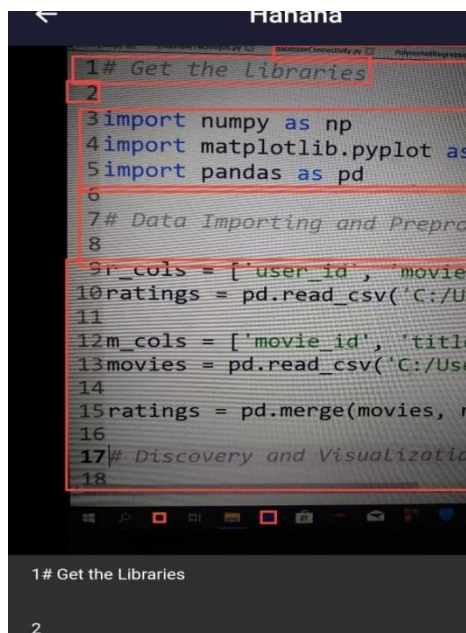 Hanana
DatabaseConnectivity.py
1# Get the Libraries
2
3import numpy as np
4import matplotlib.pyplot as
5import pandas as pd
6
7# Data Importing and Prepro
8
9r_cols = ['user_id', 'movie
10ratings = pd.read_csv('C:/U
11
12m_cols = ['movie_id', 'titl
13movies = pd.read_csv('C:/Use
14
15ratings = pd.merge(movies, r
16
17# Discovery and Visualizatio
18
1# Get the Libraries
2